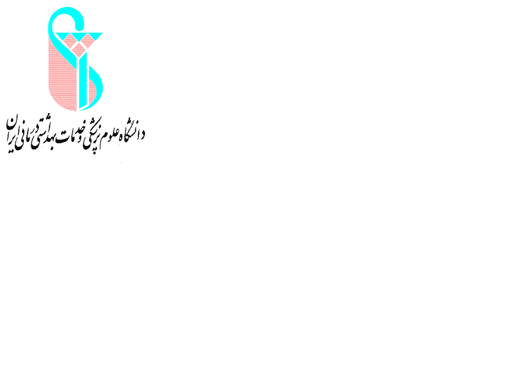 دانشگاه علوم پزشکی و خدمات بهداشتی درمانی ایران